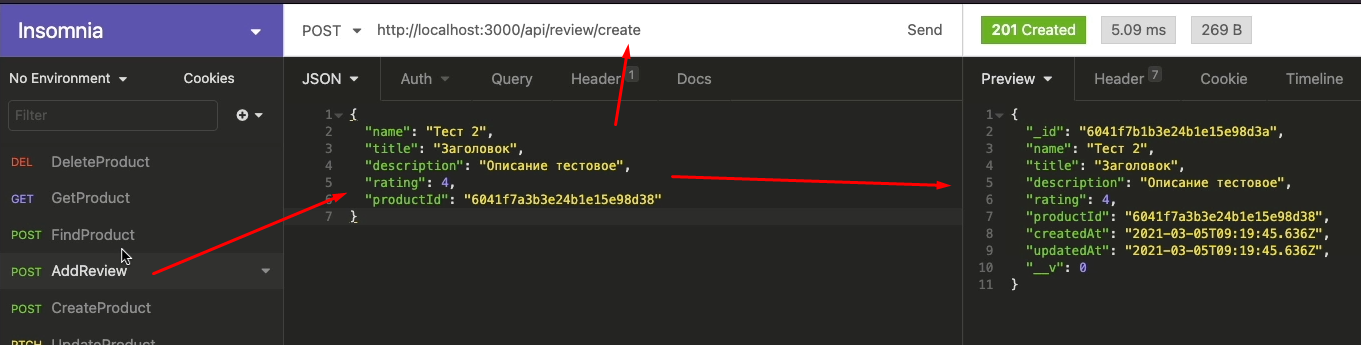 Insomnia
POST http://localhost:3000/api/review/create Send
201 Created 5.09 ms 269 B
No Environment Cookies
JSON Auth Query Header 1 Docs
Preview Header 7 Cookie Timeline
Filter
DEL DeleteProduct
GET GetProduct
POST FindProduct
POST AddReview
POST CreateProduct
PTCH UpdateProduct
1 {
2 "name": "Тест 2",
3 "title": "Заголовок",
4 "description": "Описание тестовое",
5 "rating": 4,
6 "productId": "6041f7a3b3e24b1e15e98d38"
7 }
1 {
2 "_id": "6041f7b1b3e24b1e15e98d3a",
3 "name": "Тест 2",
4 "title": "Заголовок",
5 "description": "Описание тестовое",
6 "rating": 4,
7 "productId": "6041f7a3b3e24b1e15e98d38",
8 "createdAt": "2021-03-05T09:19:45.636Z",
9 "updatedAt": "2021-03-05T09:19:45.636Z",
10 "__v": 0
11 }